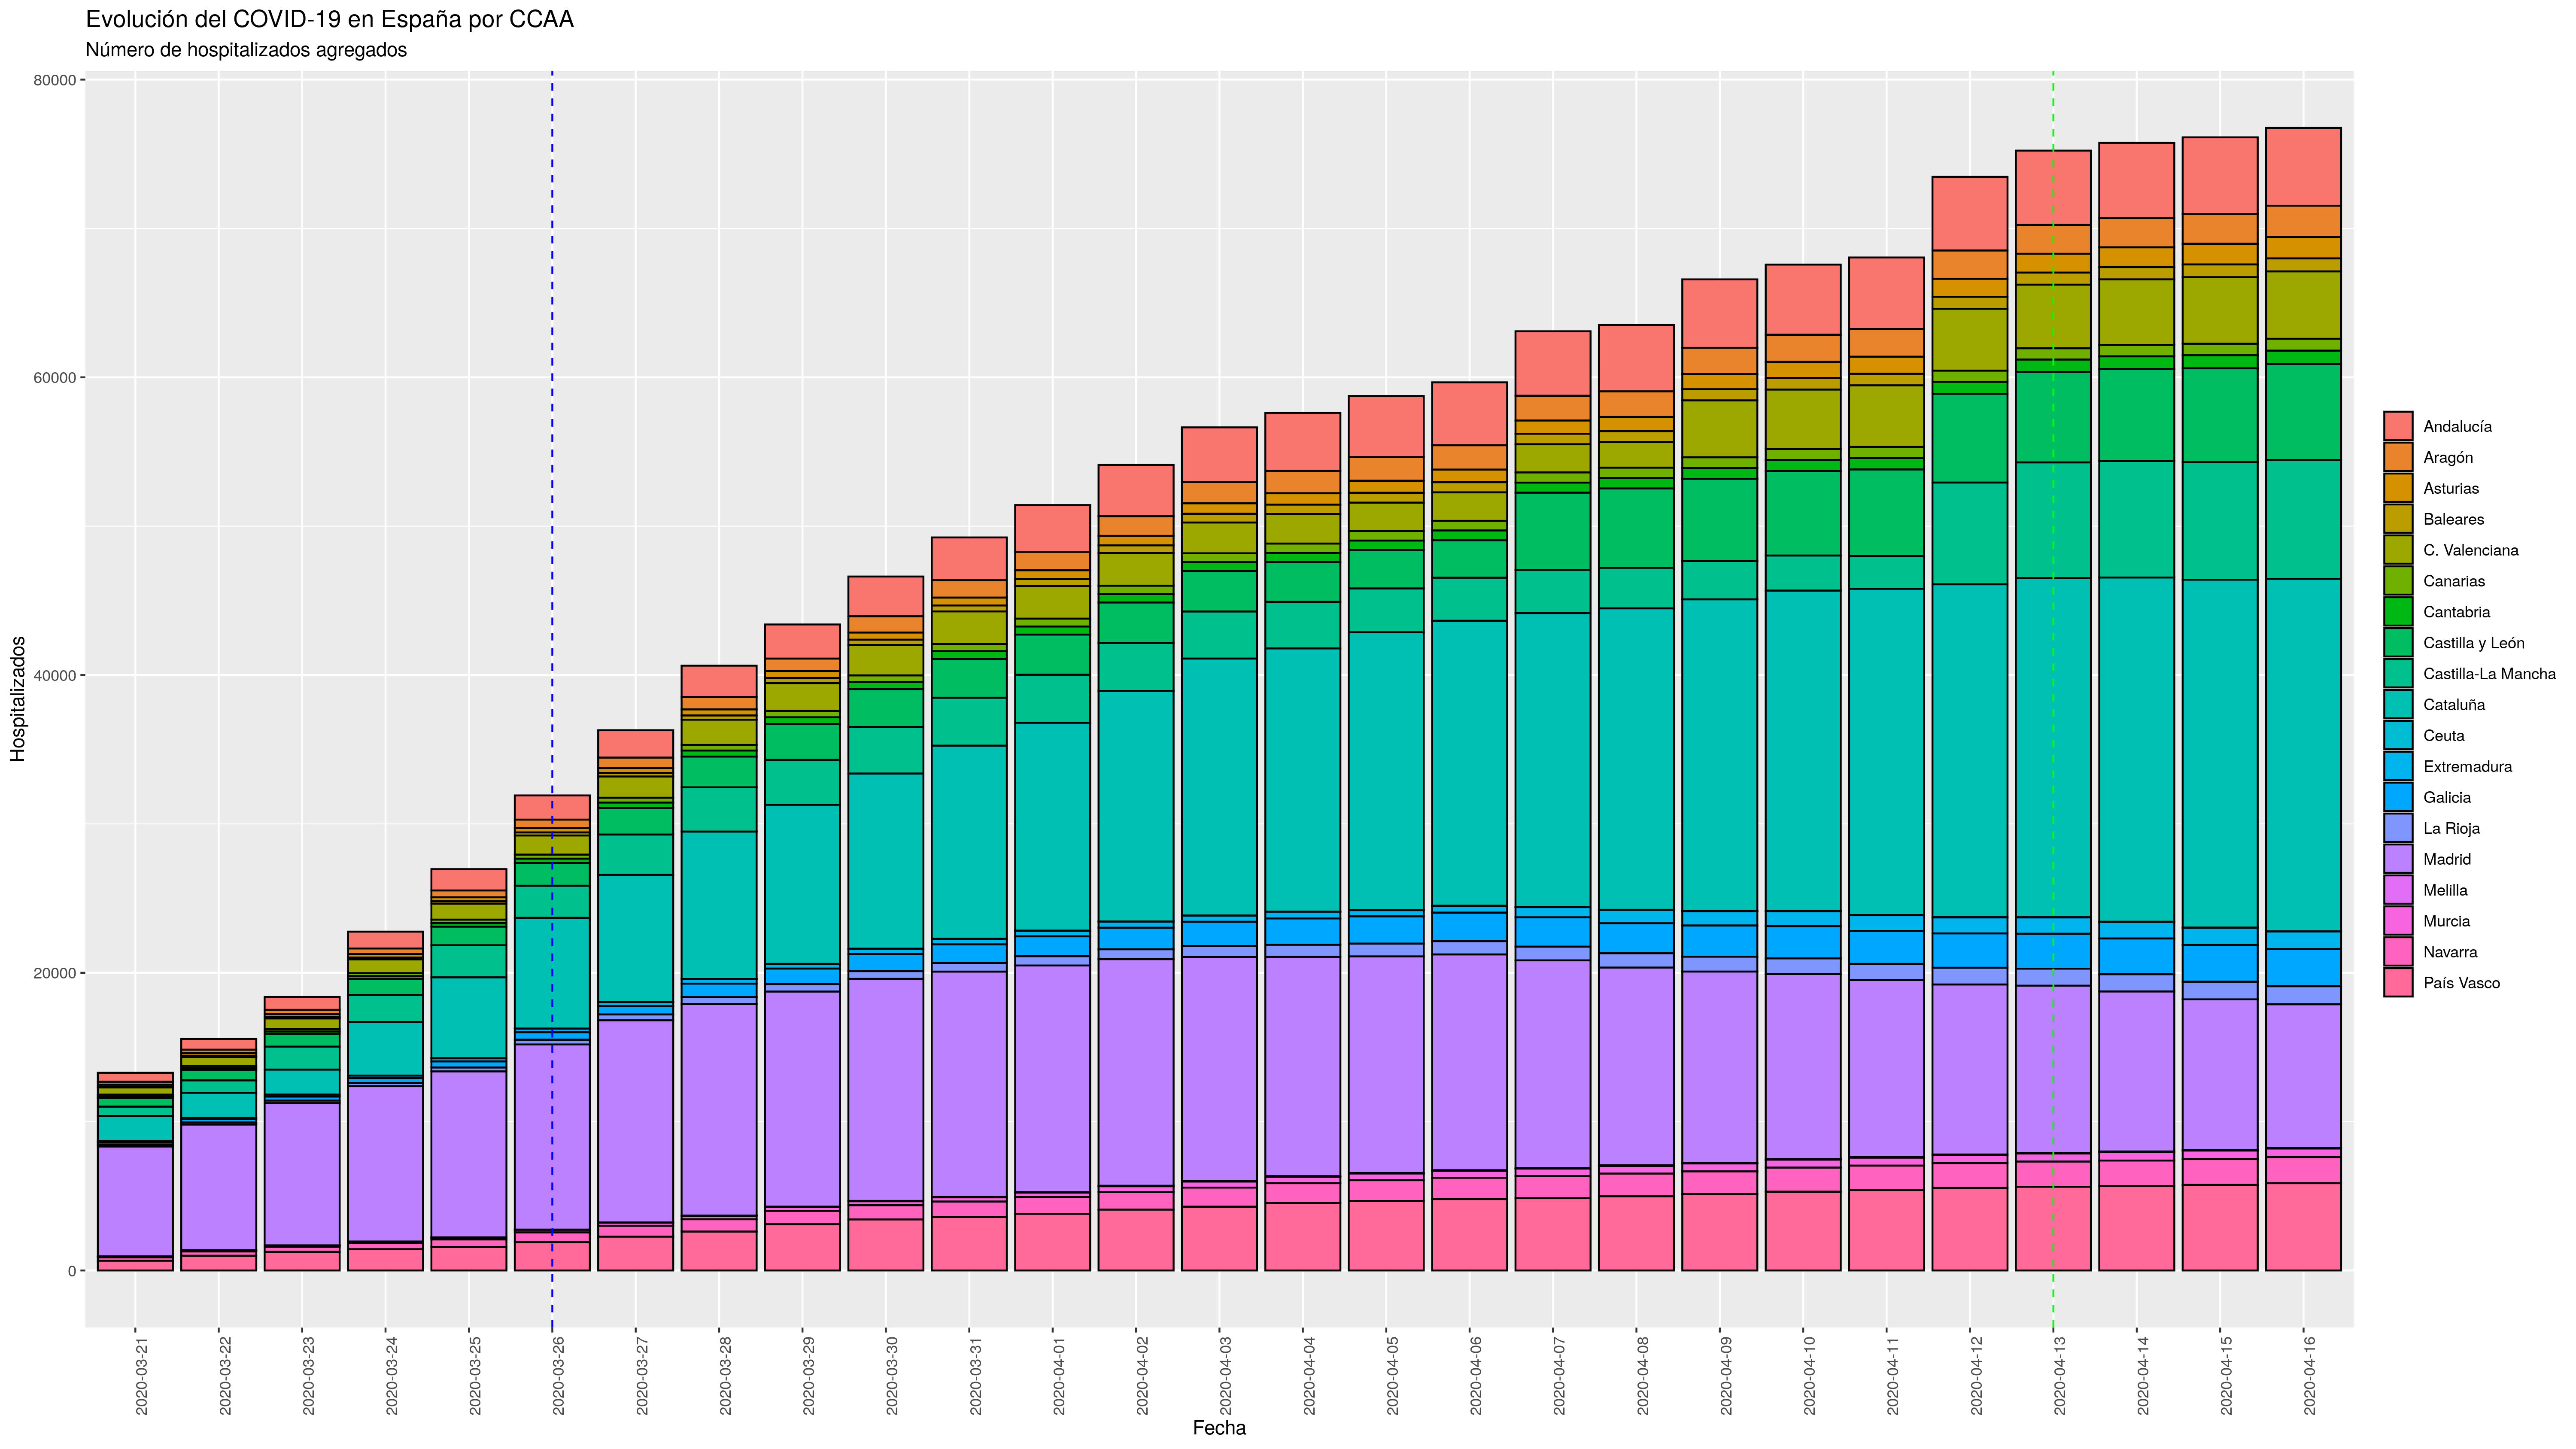 Evolución del COVID-19 en España por CCAA
Número de hospitalizados agregados
Hospitalizados
80000
60000
40000
20000
0
2020-03-21
2020-03-22
2020-03-23
2020-03-24
2020-03-25
2020-03-26
2020-03-27
2020-03-28
2020-03-29
2020-03-30
2020-03-31
2020-04-01
2020-04-02
2020-04-03
2020-04-04
2020-04-05
2020-04-06
2020-04-07
2020-04-08
2020-04-09
2020-04-10
2020-04-11
2020-04-12
2020-04-13
2020-04-14
2020-04-15
2020-04-16
Fecha
Andalucía
Aragón
Asturias
Baleares
C. Valenciana
Canarias
Cantabria
Castilla y León
Castilla-La Mancha
Cataluña
Ceuta
Extremadura
Galicia
La Rioja
Madrid
Melilla
Murcia
Navarra
País Vasco